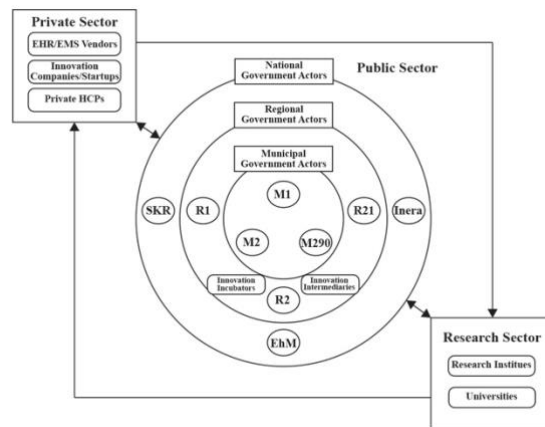 Private Sector
EHR/EMS Vendors
Innovation
Companies/Startups
Private HCPs
National
Government Actors
Public Sector
Regional
Government Actors
Municipal
Government Actors
M1
SKR
R1
R21
Inera
M2
M290
Innovation
Incubators
Innovation
Intermediaries
R2
EhM
Research Sector
Research Institues
Universities